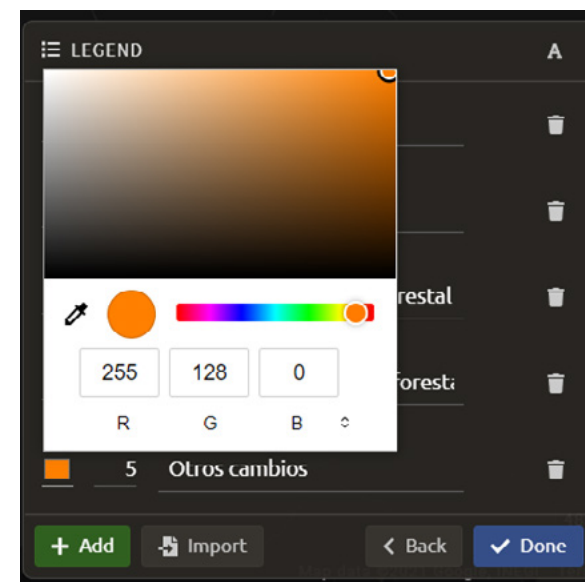 LEGEND A
restal
foresta
255 128 0
R G B
5 Otros cambios
+ Add Import Back Done